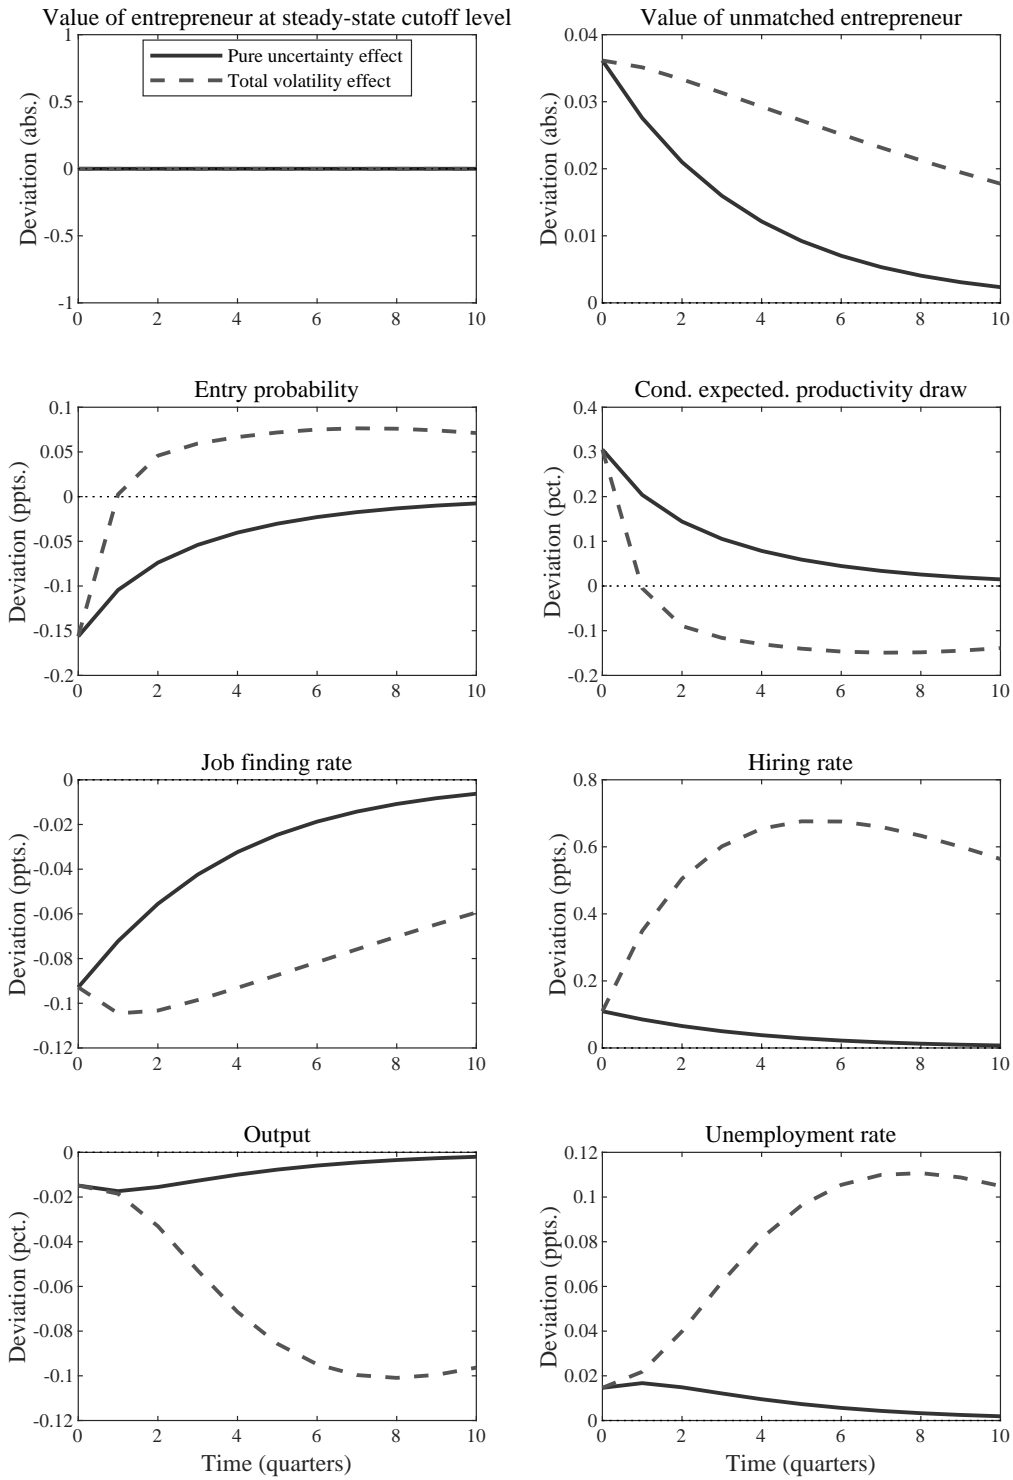 Value of entrepreneur at steady-state cutoff level
Deviation (abs.)
1
0.5
0
-0.5
-1
Pure uncertainty effect
Total volatility effect
0 2 4 6 8 10
Value of unmatched entrepreneur
Deviation (abs.)
0.04
0.03
0.02
0.01
0
0 2 4 6 8 10
Entry probability
Deviation (ppts.)
0.1
0.05
0
-0.05
-0.1
-0.15
-0.2
0 2 4 6 8 10
Cond. expected. productivity draw
Deviation (pct.)
0.4
0.3
0.2
0.1
0
-0.1
-0.2
0 2 4 6 8 10
Job finding rate
Deviation (ppts.)
0
-0.02
-0.04
-0.06
-0.08
-0.1
-0.12
0 2 4 6 8 10
Hiring rate
Deviation (ppts.)
0.8
0.6
0.4
0.2
0
0 2 4 6 8 10
Output
Deviation (pct.)
0
-0.02
-0.04
-0.06
-0.08
-0.1
-0.12
0 2 4 6 8 10
Time (quarters)
Unemployment rate
Deviation (ppts.)
0.12
0.1
0.08
0.06
0.04
0.02
0
0 2 4 6 8 10
Time (quarters)